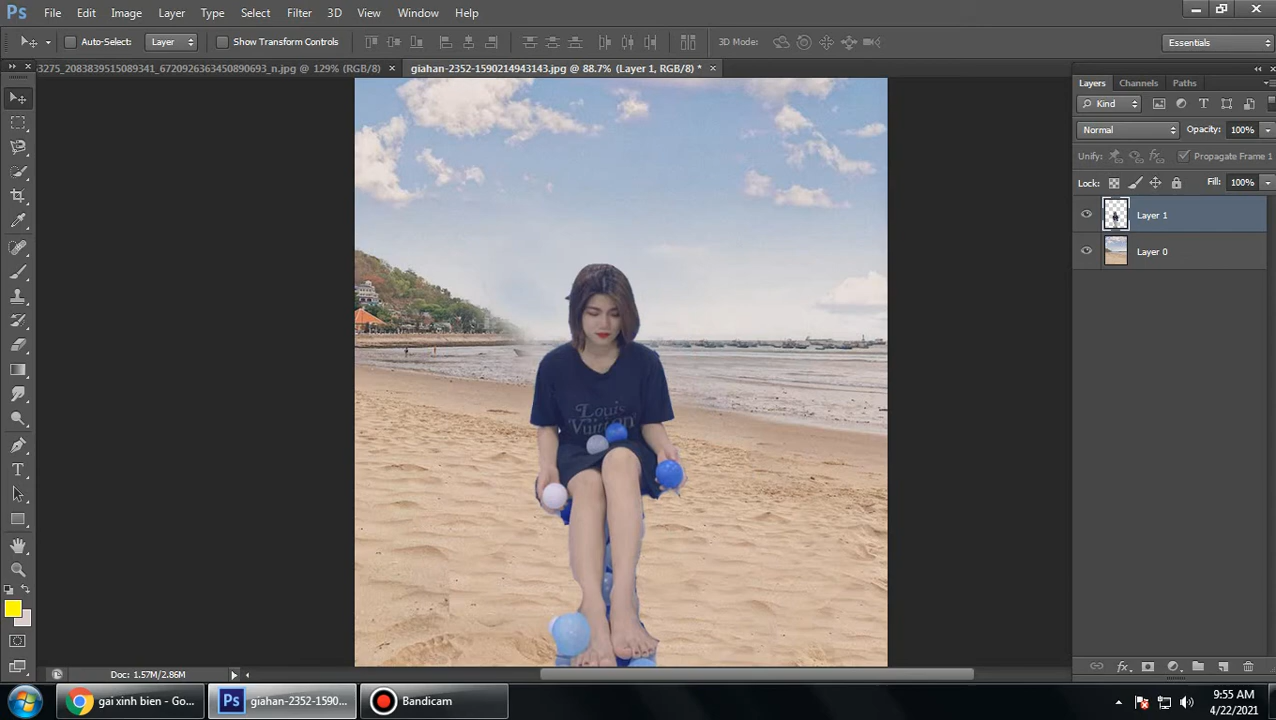 Ps File Edit Image Layer Type Select Filter 3D View Window Help
Auto-Select: Layer Show Transform Controls 3D Mode: Essentials
3275_2083839515089341_6720926363450890693_n.jpg @ 129% (RGB/8) × giahan-2352-1590214943143.jpg @ 88.7% (Layer 1, RGB/8) * ×
Layers Channels Paths
Kind
Normal Opacity: 100%
Unify: Propagate Frame 1
Lock: Fill: 100%
Layer 1
Layer 0
Louis
Vuitton
T
Doc: 1.57M/2.86M
gai xinh bien - Go... Ps giahan-2352-1590... Bandicam
9:55 AM
4/22/2021